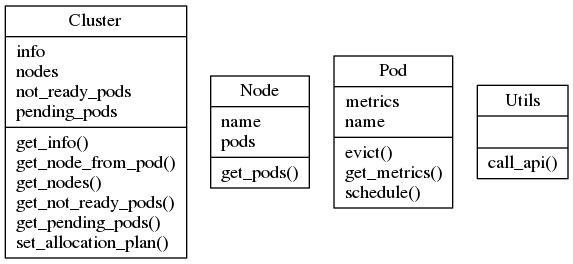 Cluster
info
nodes
not_ready_pods
pending_pods
get_info()
get_node_from_pod()
get_nodes()
get_not_ready_pods()
get_pending_pods()
set_allocation_plan()
Node
name
pods
get_pods()
Pod
metrics
name
evict()
get_metrics()
schedule()
Utils
call_api()